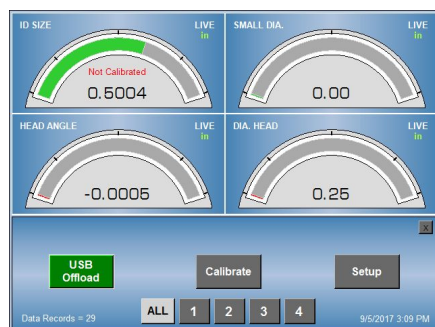 ID SIZE LIVE
in
Not Calibrated
0.5004
SMALL DIA. LIVE
in
0.00
HEAD ANGLE LIVE
in
-0.0005
DIA. HEAD LIVE
in
0.25
X
USB
Offload
Calibrate
Setup
Data Records = 29
ALL 1 2 3 4
9/5/2017 3:09 PM